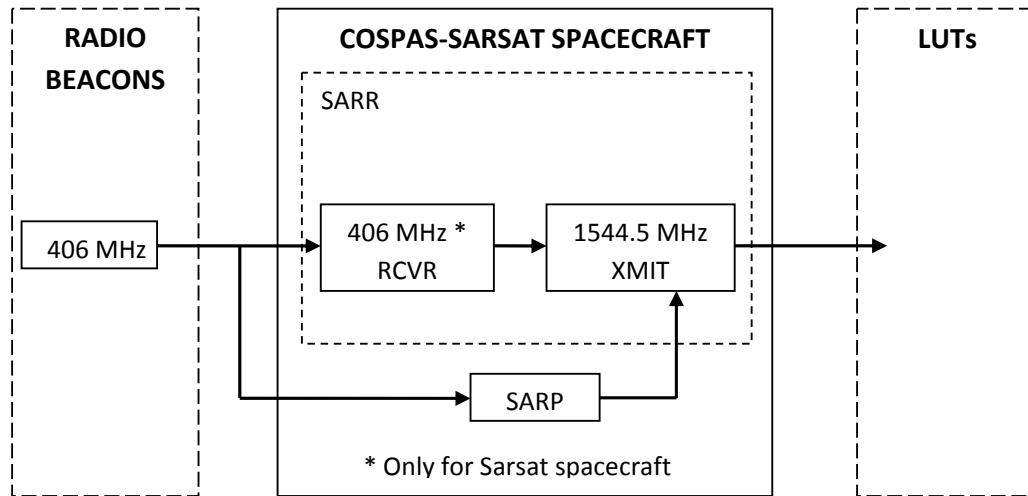 RADIO
BEACONS
COSPAS-SARSAT SPACECRAFT
LUTs
SARR
406 MHz
406 MHz *
RCVR
1544.5 MHz
XMIT
SARP
* Only for Sarsat spacecraft